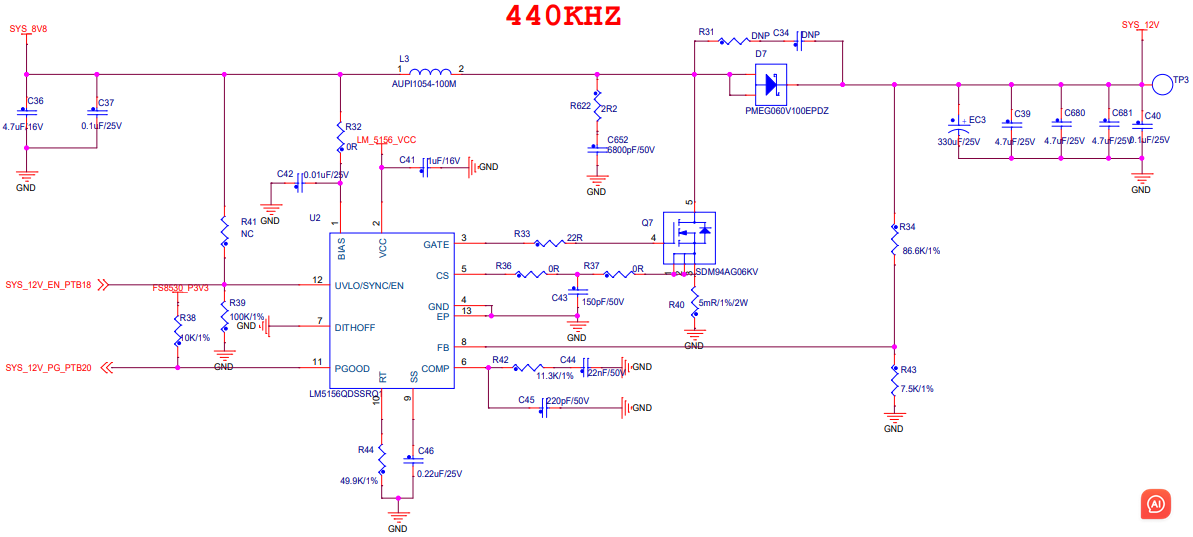 440KHZ
SYS_8V8
SYS_12V
R31
DNP
C34
DNP
L3
D7
1
2
AUPI1054-100M
TP3
PMEG060V100EPDZ
C36
C37
4.7uF/16V
0.1uF/25V
R622
2R2
C652
6800pF/50V
R32
0R
LM_5156_VCC
EC3
330uF/25V
C39
4.7uF/25V
C680
4.7uF/25V
C681
4.7uF/25V
C40
0.1uF/25V
C41
1uF/16V
GND
C42
0.01uF/25V
GND
GND
GND
GND
U2
1
2
5
Q7
R41
NC
BIAS
VCC
GATE
3
R33
22R
4
R34
86.6K/1%
SYS_12V_EN_PTB18
12
UVLO/SYNC/EN
CS
5
R36
0R
R37
0R
1
2
3
SDM94AG06KV
FS8530_P3V3
C43
150pF/50V
R40
5mR/1%/2W
R39
100K/1%
GND
4
EP
13
R38
10K/1%
GND
7
DITHOFF
GND
GND
GND
FB
8
SYS_12V_PG_PTB20
11
PGOOD
COMP
6
R42
11.3K/1%
C44
22nF/50V
GND
R43
7.5K/1%
RT
SS
LM5156QDSSRQ1
10
9
C45
220pF/50V
GND
GND
R44
49.9K/1%
C46
0.22uF/25V
GND
AI